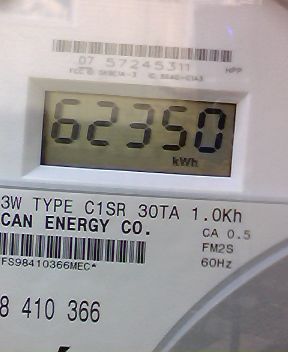 07 57245311
HPP
62350
kWh
3W TYPE C1SR 30TA 1.0Kh
CAN ENERGY CO.
CA 0.5
FM2S
60Hz
FS98410366MEC*
8 410 366